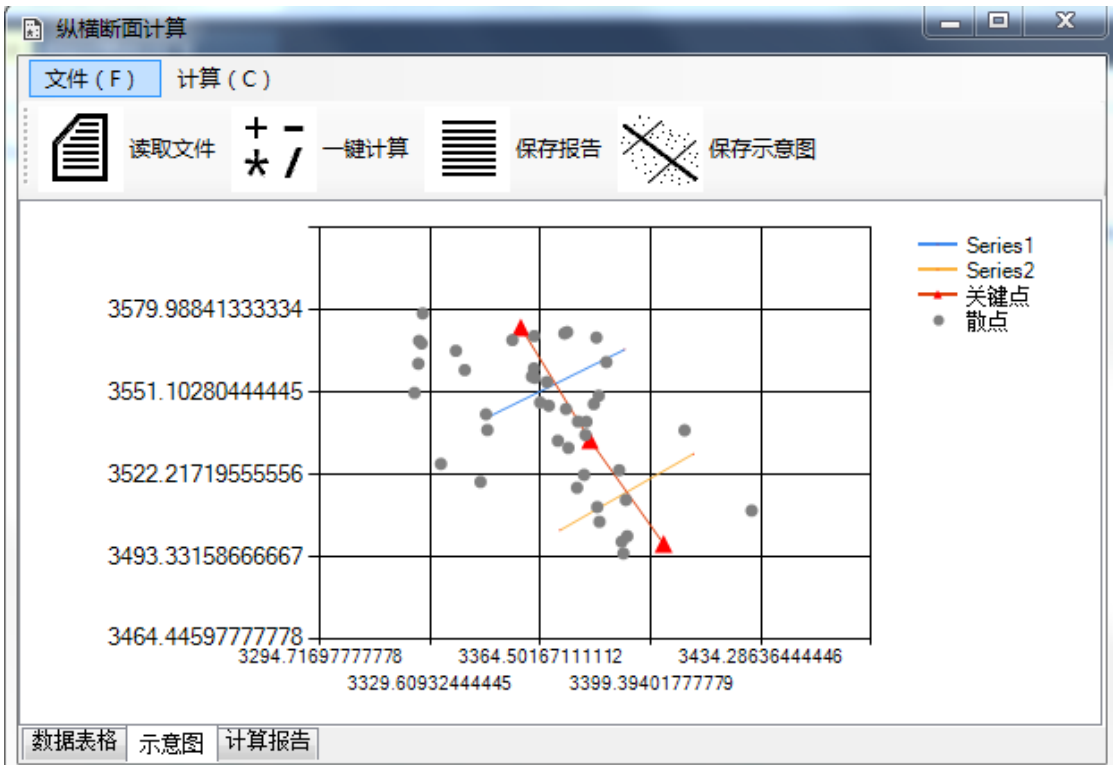 纵横断面计算
文件(F) 计算(C)
读取文件 一键计算 保存报告 保存示意图
Series1
Series2
关键点
散点
3579.98841333334
3551.10280444445
3522.21719555556
3493.33158666667
3464.44597777778
3294.71697777778 3364.50167111112 3434.28636444446
3329.60932444445 3399.39401777779
数据表格 示意图 计算报告